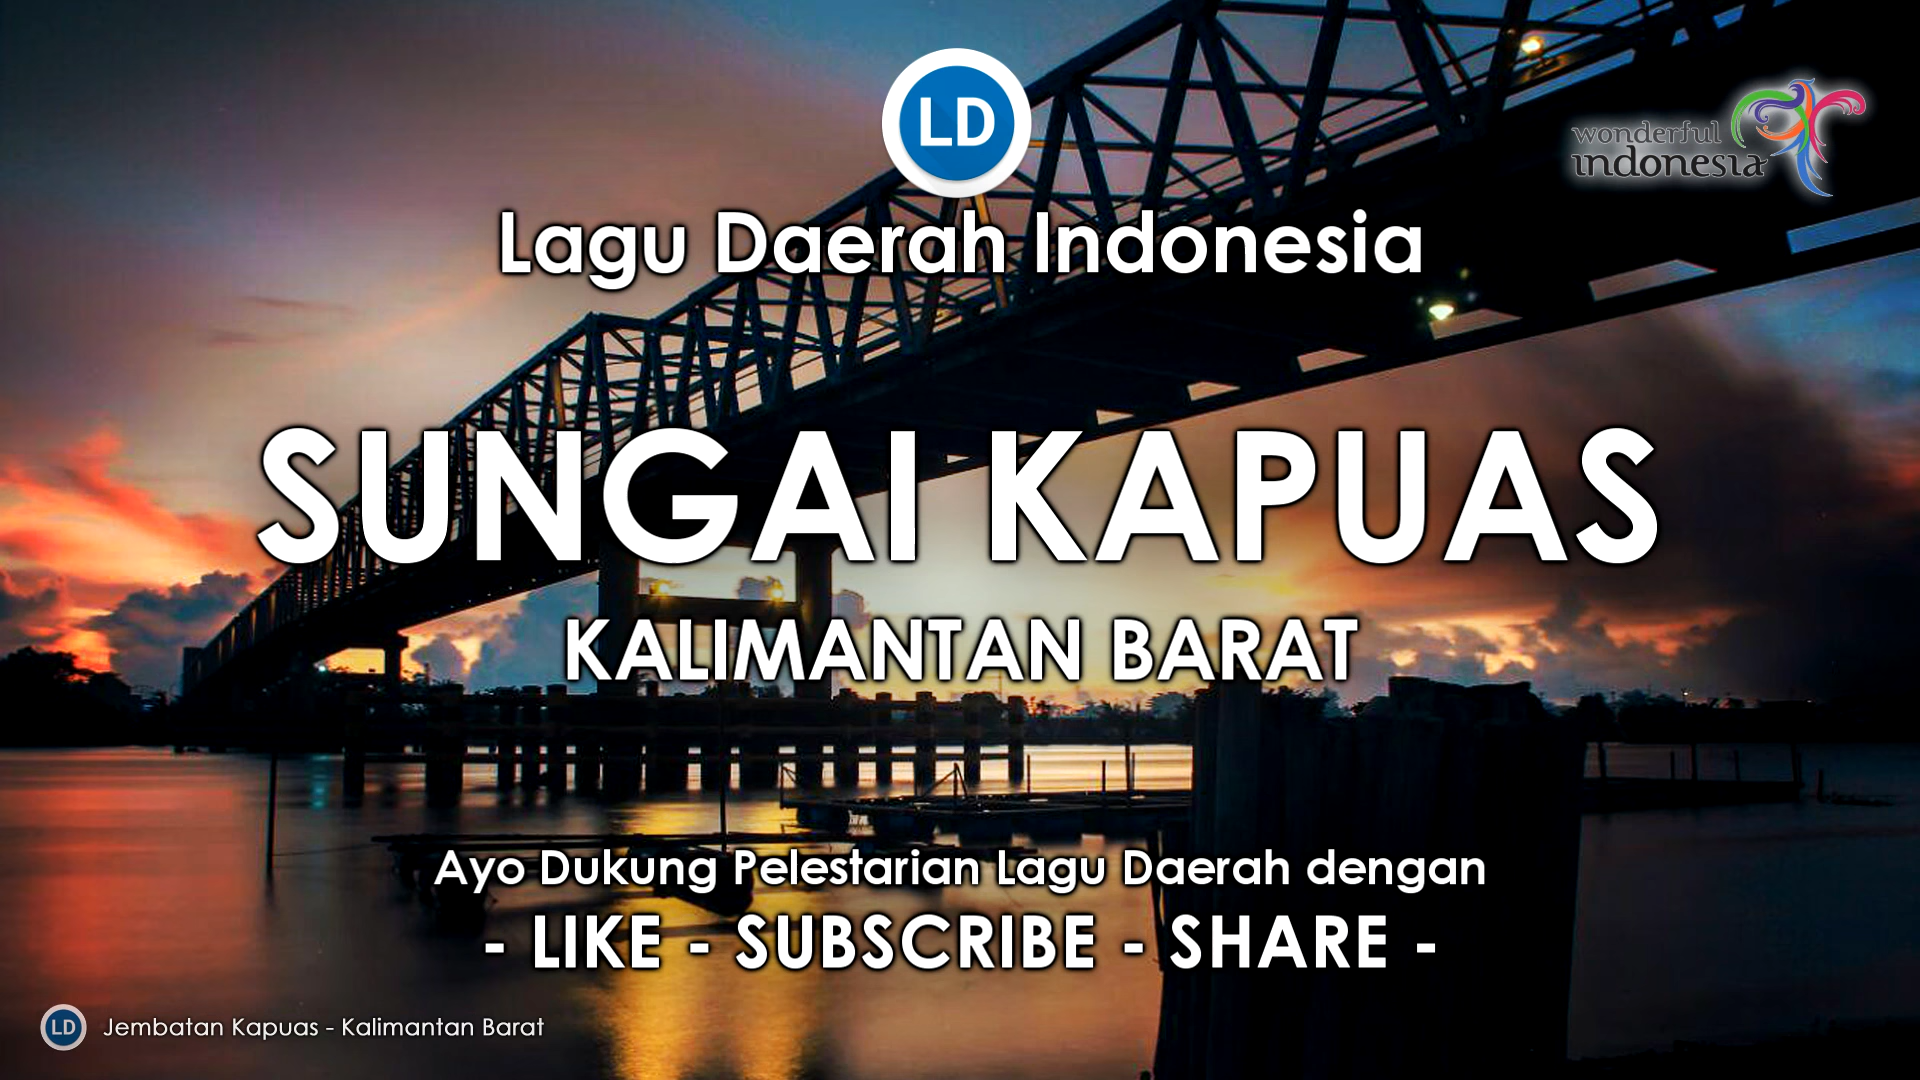 LD
wonderful
indonesia
Lagu Daerah Indonesia
SUNGAI KAPUAS
KALIMANTAN BARAT
Ayo Dukung Pelestarian Lagu Daerah dengan
- LIKE - SUBSCRIBE - SHARE -
LD Jembatan Kapuas - Kalimantan Barat